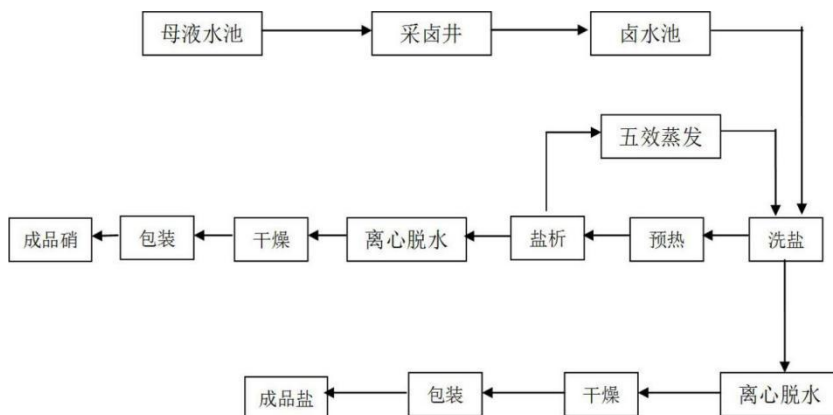 母液水池
采卤井
卤水池
五效蒸发
成品硝
包装
干燥
离心脱水
盐析
预热
洗盐
成品盐
包装
干燥
离心脱水